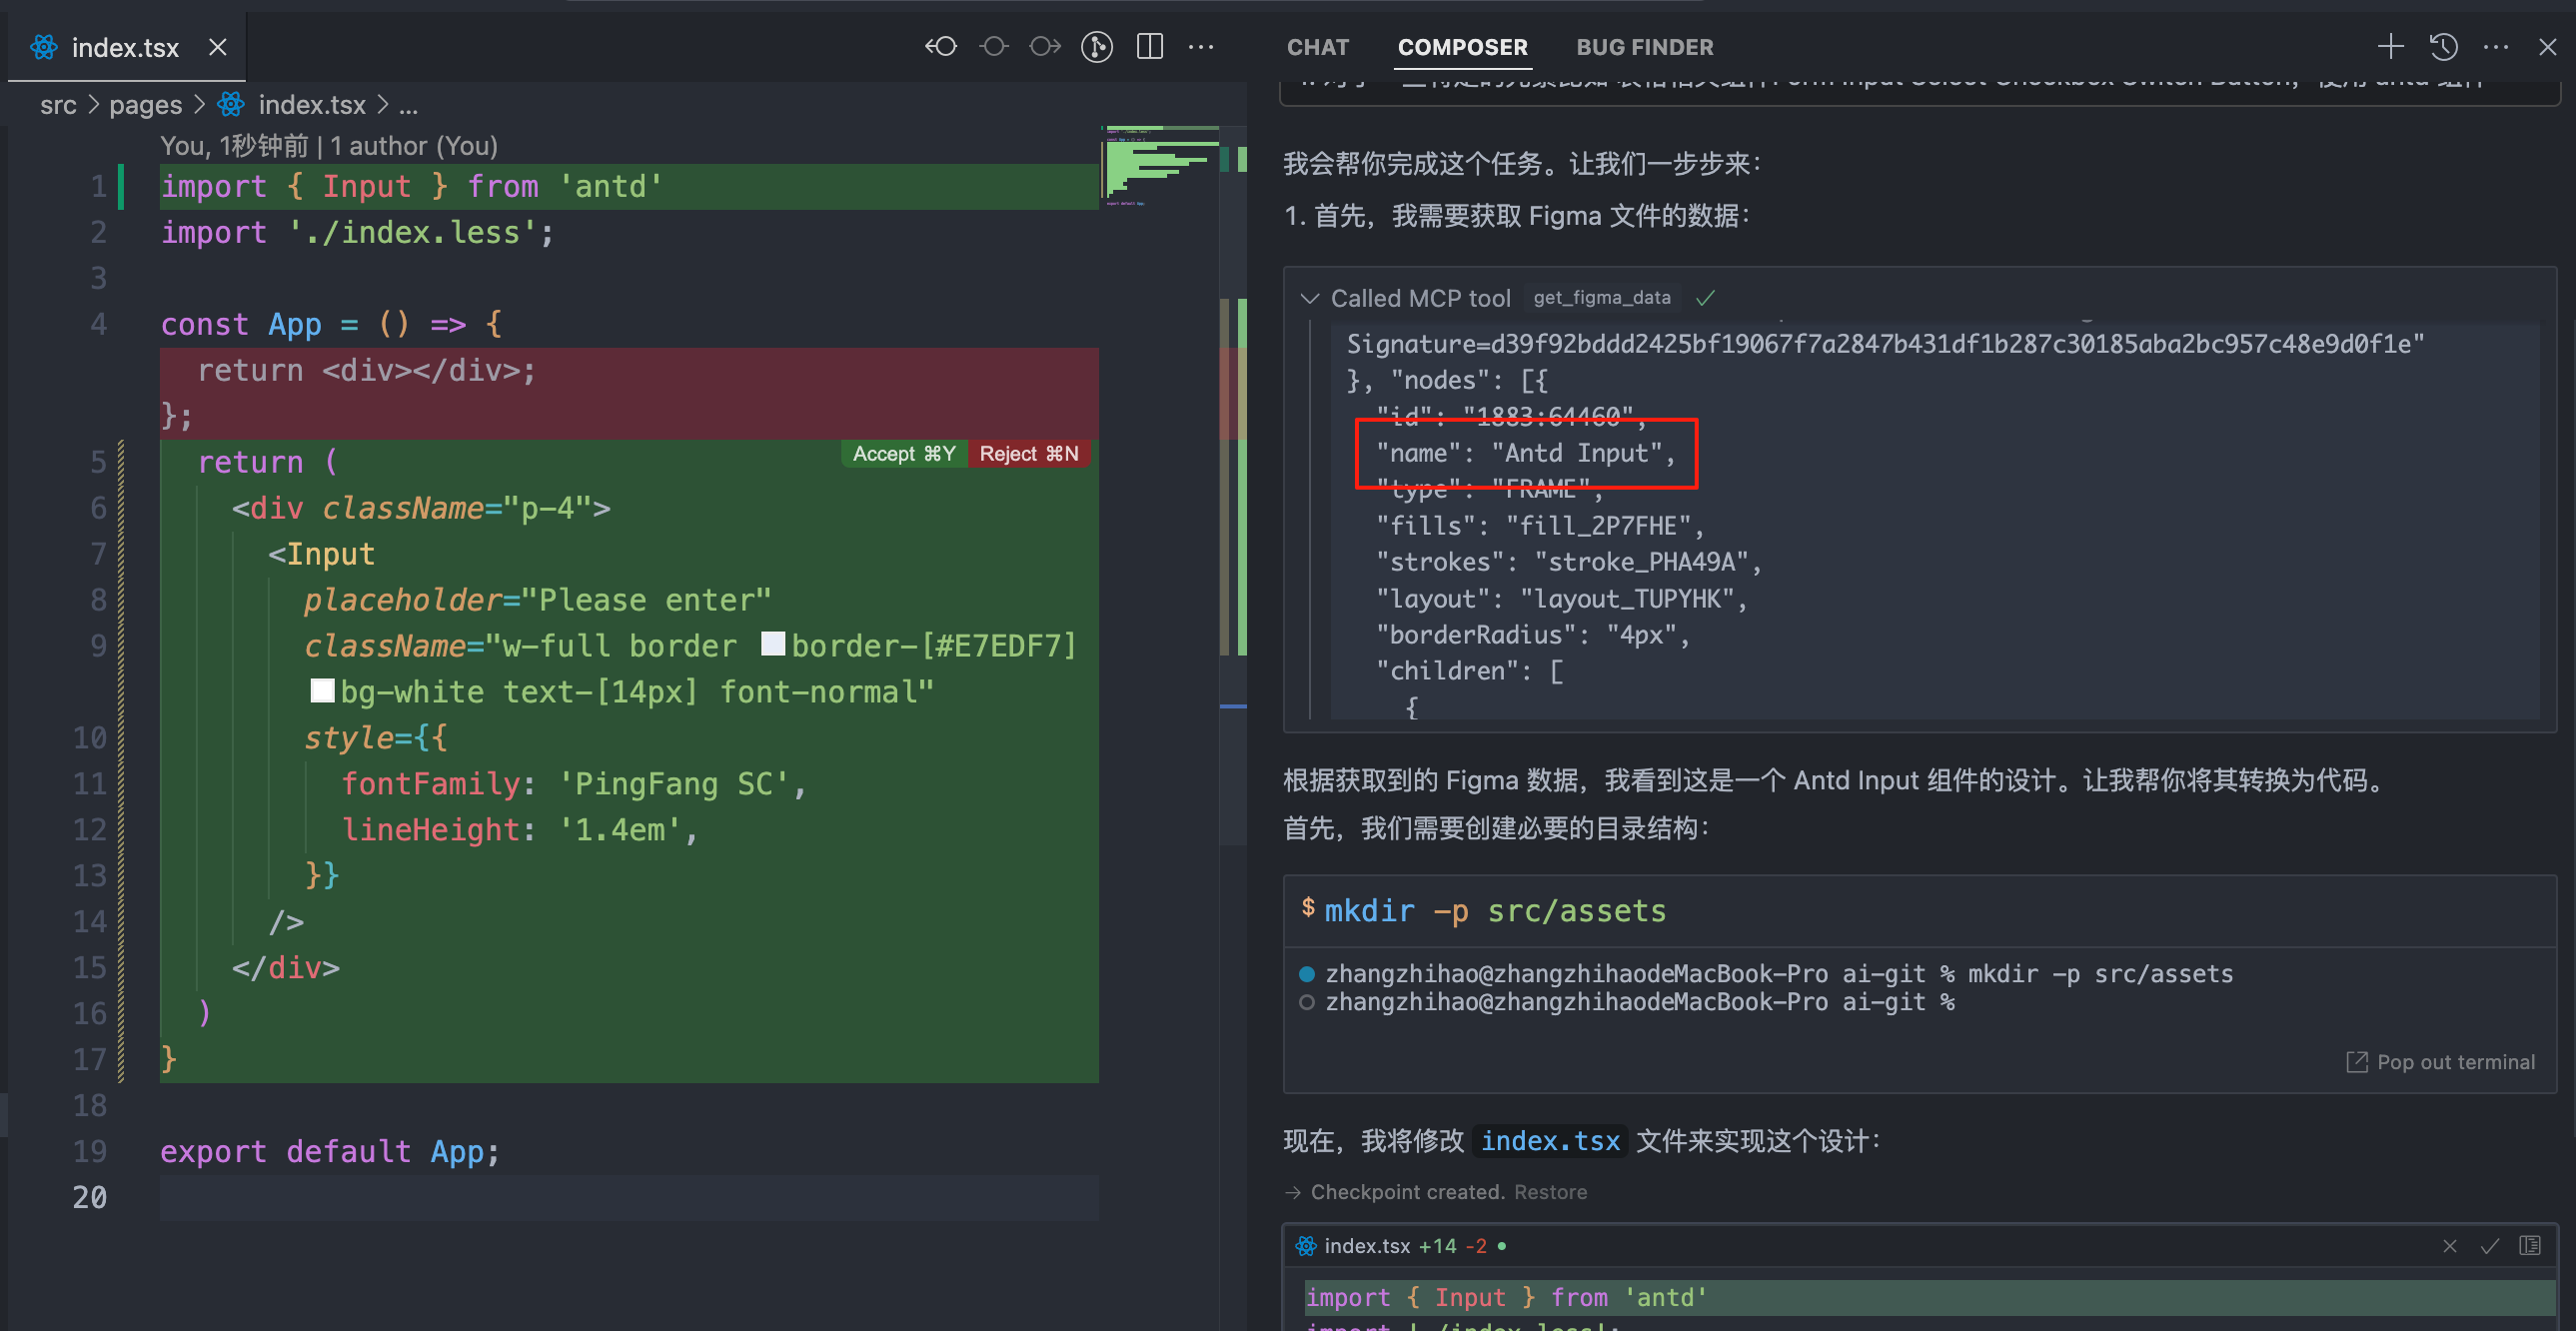 index.tsx
src > pages > index.tsx > ...
You, 1秒钟前 | 1 author (You)
1 import { Input } from 'antd'
2 import './index.less';
3
4 const App = () => {
return <div></div>;
};
5 return (
Accept ⌘Y Reject ⌘N
6 <div className="p-4">
7 <Input
8 placeholder="Please enter"
9 className="w-full border border-[#E7EDF7]
bg-white text-[14px] font-normal"
10 style={{
11 fontFamily: 'PingFang SC',
12 lineHeight: '1.4em',
13 }}
14 />
15 </div>
16 )
17 }
18
19 export default App;
20
CHAT COMPOSER BUG FINDER
我会帮你完成这个任务。让我们一步步来：
1. 首先，我需要获取 Figma 文件的数据：
Called MCP tool get_figma_data
Signature=d39f92bddd2425bf19067f7a2847b431df1b287c30185aba2bc957c48e9d0f1e"
}, "nodes": [{
"id": "1883:64460",
"name": "Antd Input",
"type": "FRAME",
"fills": "fill_2P7FHE",
"strokes": "stroke_PHA49A",
"layout": "layout_TUPYHK",
"borderRadius": "4px",
"children": [
{
根据获取到的 Figma 数据，我看到这是一个 Antd Input 组件的设计。让我帮你将其转换为代码。
首先，我们需要创建必要的目录结构：
$ mkdir -p src/assets
zhangzhihao@zhangzhihaodeMacBook-Pro ai-git % mkdir -p src/assets
zhangzhihao@zhangzhihaodeMacBook-Pro ai-git %
Pop out terminal
现在，我将修改 index.tsx 文件来实现这个设计：
→ Checkpoint created. Restore
index.tsx +14 -2
import { Input } from 'antd'
import './index.less';